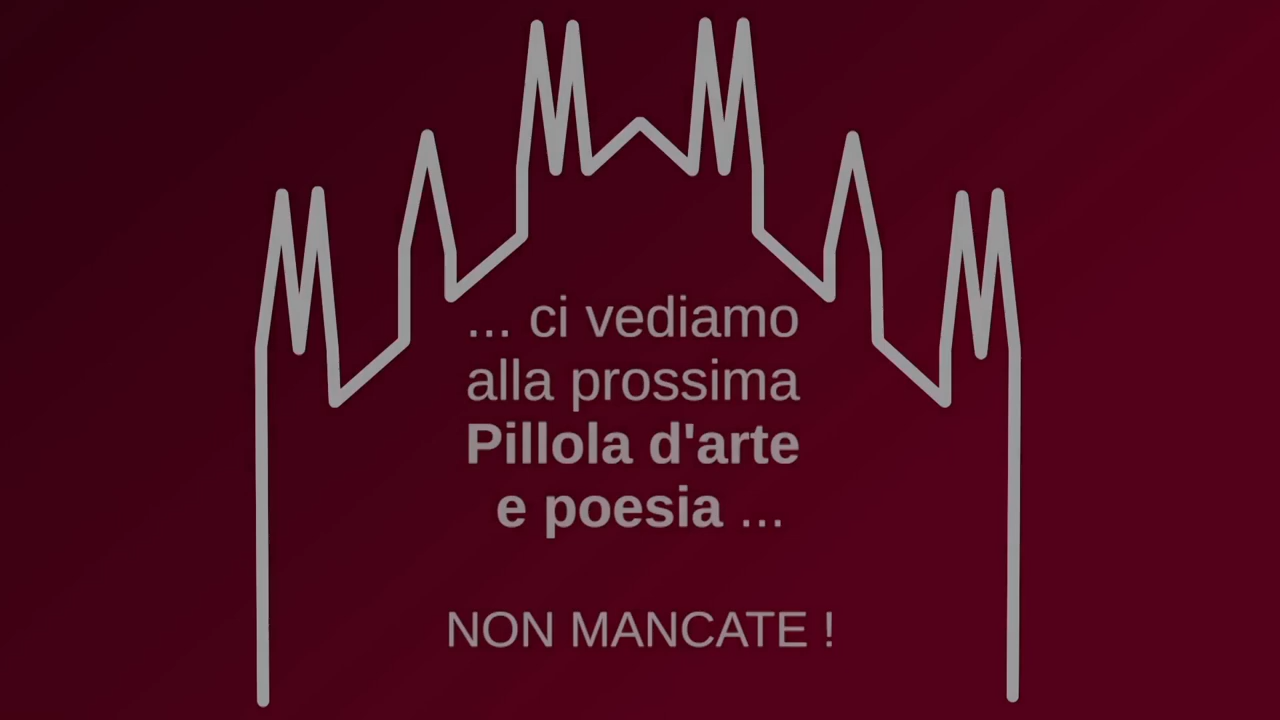 ... ci vediamo
alla prossima
Pillola d'arte
e poesia ...
NON MANCATE !